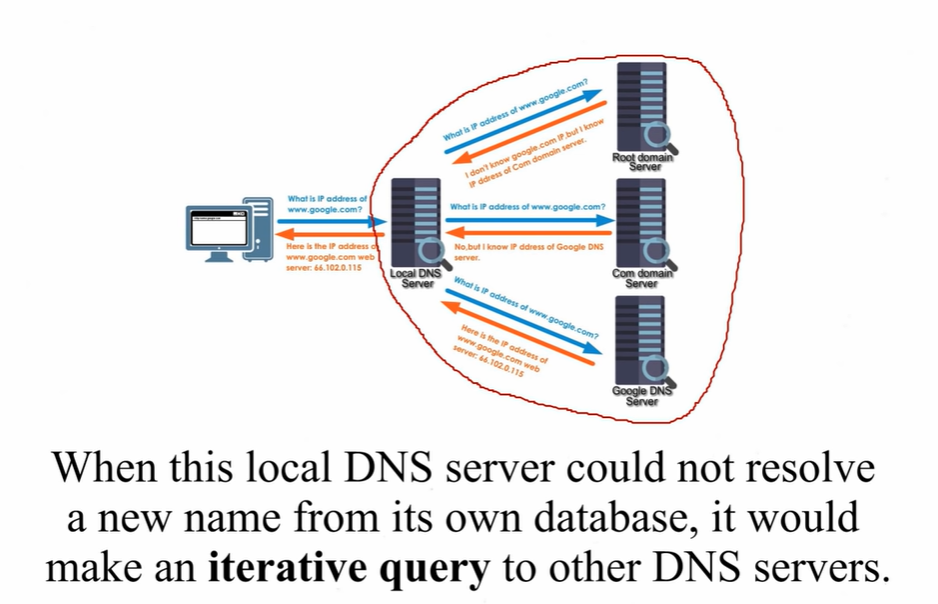 What is IP address of www.google.com?
I don't know google.com IP,but I know
IP ddress of Com domain server.
Root domain
Server
What is IP address of
www.google.com?
Here is the IP address of
www.google.com web
server: 66.102.0.115
Local DNS
Server
What is IP address of www.google.com?
No,but I know IP ddress of Google DNS
server.
Com domain
Server
What is IP address of www.google.com?
Here is the IP address of
www.google.com web
server: 66.102.0.115
Google DNS
Server
When this local DNS server could not resolve
a new name from its own database, it would
make an iterative query to other DNS servers.